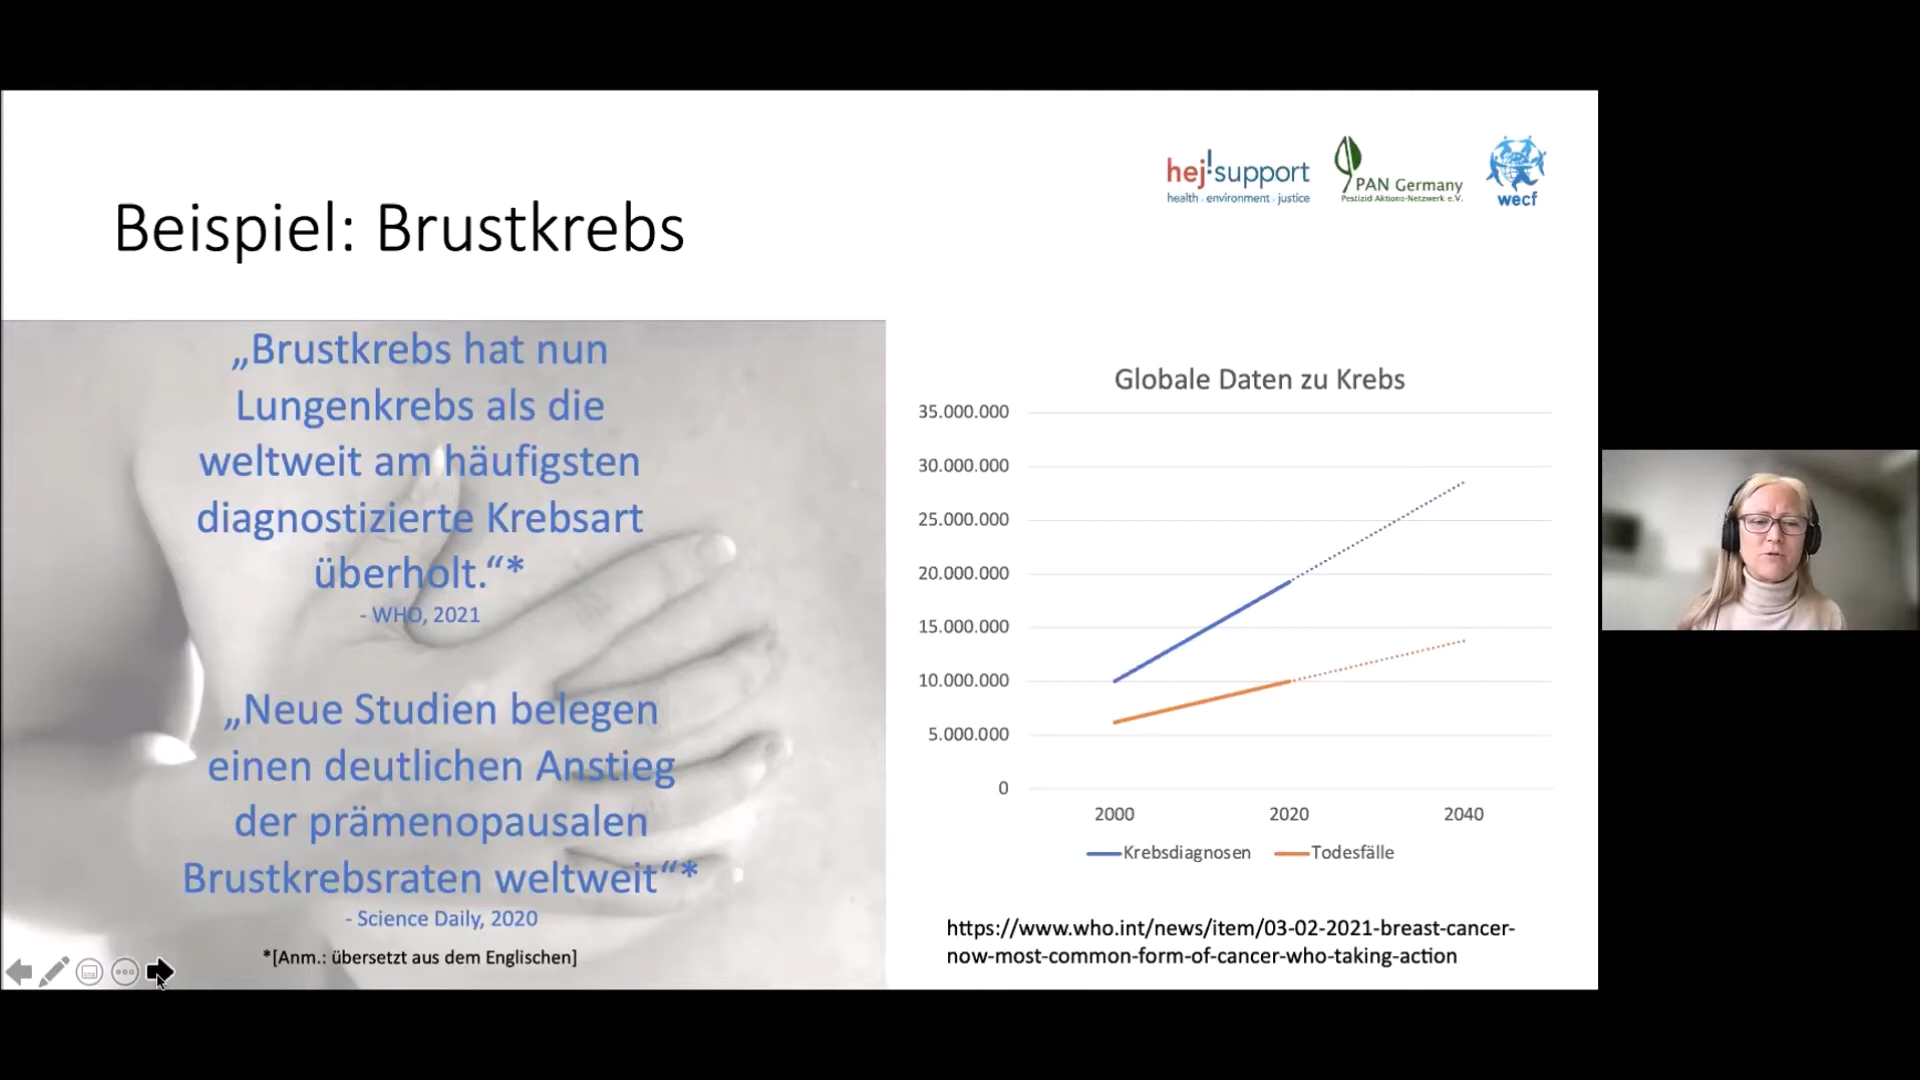 hej!support
health . environment . justice
PAN Germany
Pestizid Aktions-Netzwerk e.V.
wecf
Beispiel: Brustkrebs
„Brustkrebs hat nun
Lungenkrebs als die
weltweit am häufigsten
diagnostizierte Krebsart
überholt.“*
- WHO, 2021
„Neue Studien belegen
einen deutlichen Anstieg
der prämenopausalen
Brustkrebsraten weltweit“*
- Science Daily, 2020
*[Anm.: übersetzt aus dem Englischen]
Globale Daten zu Krebs
35.000.000
30.000.000
25.000.000
20.000.000
15.000.000
10.000.000
5.000.000
0
2000 2020 2040
Krebsdiagnosen Todesfälle
https://www.who.int/news/item/03-02-2021-breast-cancer-
now-most-common-form-of-cancer-who-taking-action